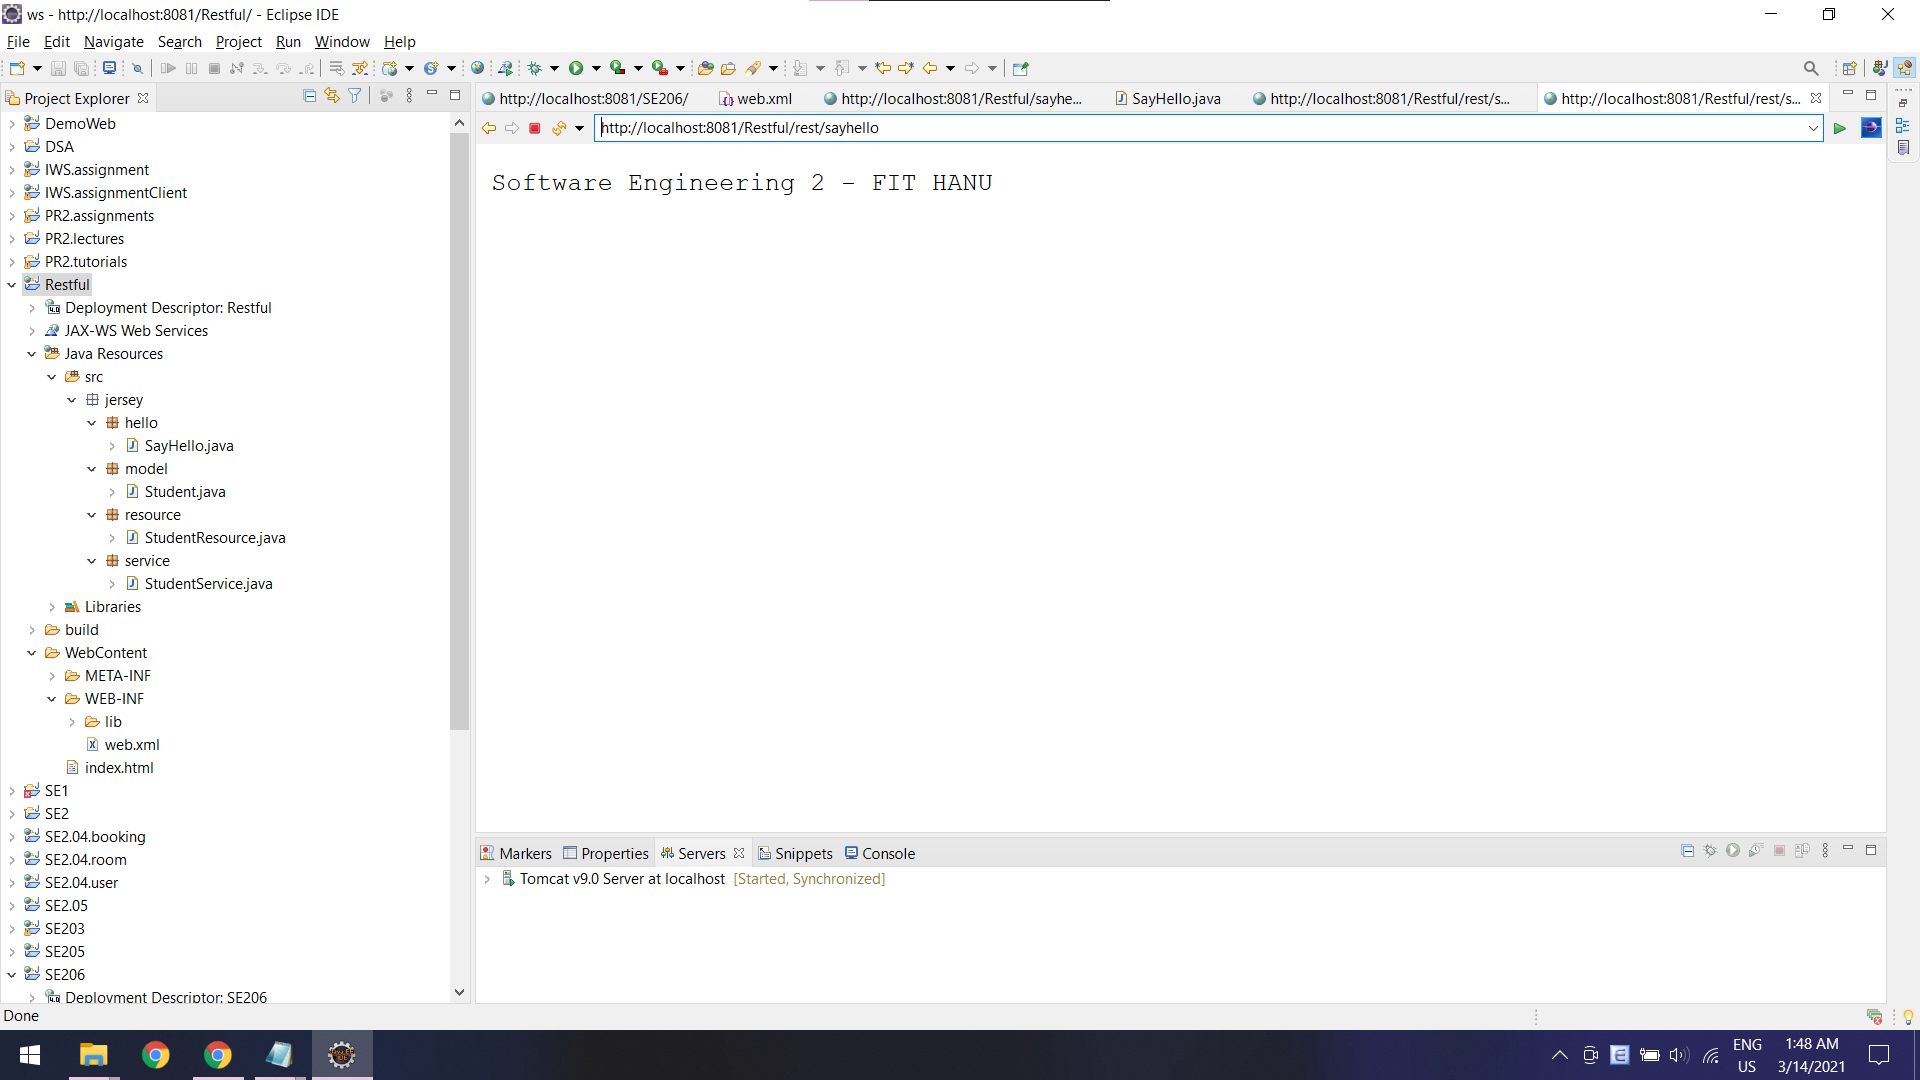 ws - http://localhost:8081/Restful/ - Eclipse IDE
File Edit Navigate Search Project Run Window Help
Project Explorer
http://localhost:8081/SE206/
web.xml
http://localhost:8081/Restful/sayhe...
SayHello.java
http://localhost:8081/Restful/rest/s...
http://localhost:8081/Restful/rest/s...
http://localhost:8081/Restful/rest/sayhello
Software Engineering 2 - FIT HANU
DemoWeb
DSA
IWS.assignment
IWS.assignmentClient
PR2.assignments
PR2.lectures
PR2.tutorials
Restful
Deployment Descriptor: Restful
JAX-WS Web Services
Java Resources
src
jersey
hello
SayHello.java
model
Student.java
resource
StudentResource.java
service
StudentService.java
Libraries
build
WebContent
META-INF
WEB-INF
lib
web.xml
index.html
SE1
SE2
SE2.04.booking
SE2.04.room
SE2.04.user
SE2.05
SE203
SE205
SE206
Deployment Descriptor: SE206
Markers Properties Servers Snippets Console
Tomcat v9.0 Server at localhost [Started, Synchronized]
Done
ENG
US
1:48 AM
3/14/2021